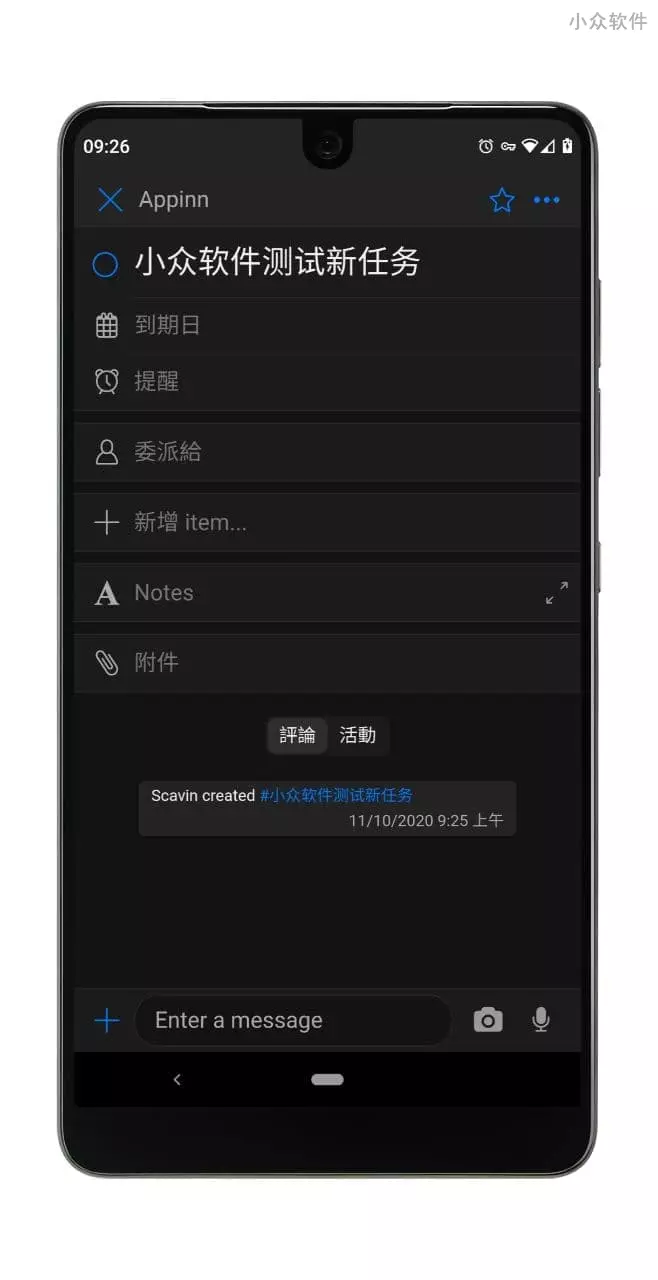 小众软件
09:26
Appinn
小众软件测试新任务
到期日
提醒
委派給
新增 item...
Notes
附件
評論 活動
Scavin created #小众软件测试新任务
11/10/2020 9:25 上午
Enter a message